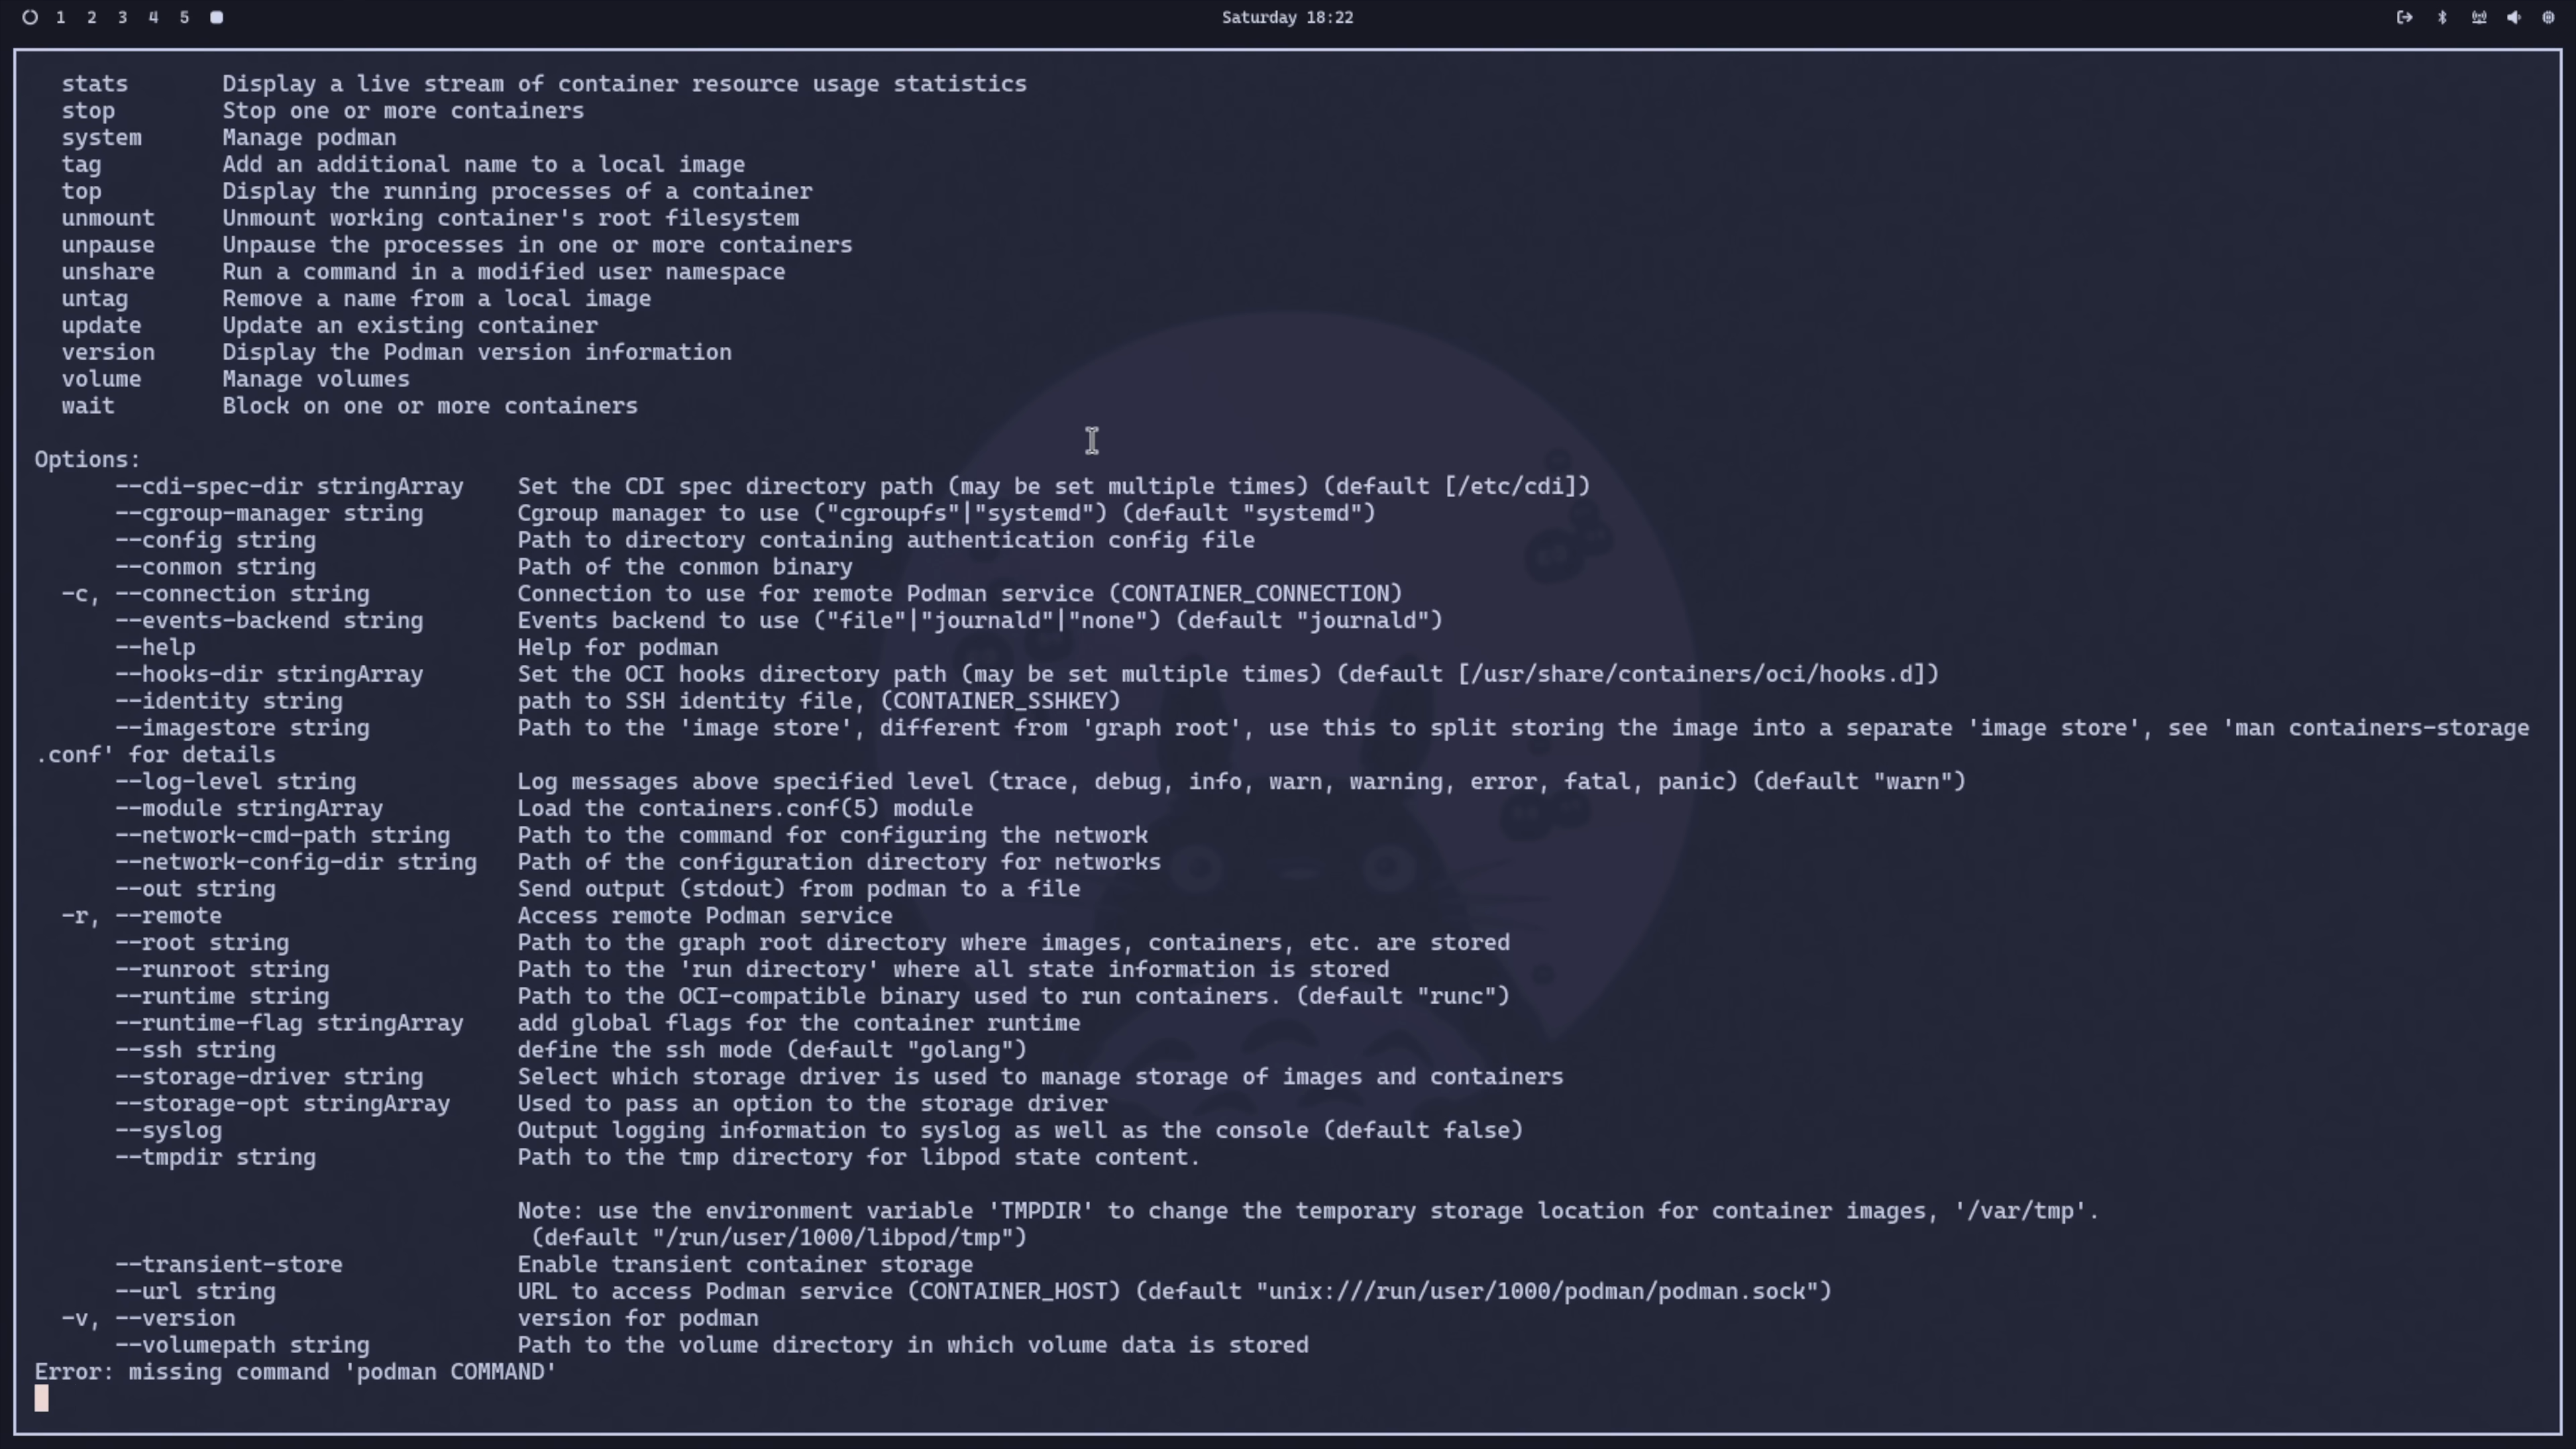 1 2 3 4 5
Saturday 18:22
stats       Display a live stream of container resource usage statistics
stop        Stop one or more containers
system      Manage podman
tag         Add an additional name to a local image
top         Display the running processes of a container
unmount     Unmount working container's root filesystem
unpause     Unpause the processes in one or more containers
unshare     Run a command in a modified user namespace
untag       Remove a name from a local image
update      Update an existing container
version     Display the Podman version information
volume      Manage volumes
wait        Block on one or more containers
Options:
--cdi-spec-dir stringArray    Set the CDI spec directory path (may be set multiple times) (default [/etc/cdi])
--cgroup-manager string       Cgroup manager to use ("cgroupfs"|"systemd") (default "systemd")
--config string               Path to directory containing authentication config file
--conmon string               Path of the conmon binary
-c, --connection string           Connection to use for remote Podman service (CONTAINER_CONNECTION)
--events-backend string       Events backend to use ("file"|"journald"|"none") (default "journald")
--help                        Help for podman
--hooks-dir stringArray       Set the OCI hooks directory path (may be set multiple times) (default [/usr/share/containers/oci/hooks.d])
--identity string             path to SSH identity file, (CONTAINER_SSHKEY)
--imagestore string           Path to the 'image store', different from 'graph root', use this to split storing the image into a separate 'image store', see 'man containers-storage
.conf' for details
--log-level string            Log messages above specified level (trace, debug, info, warn, warning, error, fatal, panic) (default "warn")
--module stringArray          Load the containers.conf(5) module
--network-cmd-path string     Path to the command for configuring the network
--network-config-dir string   Path of the configuration directory for networks
--out string                  Send output (stdout) from podman to a file
-r, --remote                      Access remote Podman service
--root string                 Path to the graph root directory where images, containers, etc. are stored
--runroot string              Path to the 'run directory' where all state information is stored
--runtime string              Path to the OCI-compatible binary used to run containers. (default "runc")
--runtime-flag stringArray    add global flags for the container runtime
--ssh string                  define the ssh mode (default "golang")
--storage-driver string       Select which storage driver is used to manage storage of images and containers
--storage-opt stringArray     Used to pass an option to the storage driver
--syslog                      Output logging information to syslog as well as the console (default false)
--tmpdir string               Path to the tmp directory for libpod state content.
Note: use the environment variable 'TMPDIR' to change the temporary storage location for container images, '/var/tmp'.
(default "/run/user/1000/libpod/tmp")
--transient-store             Enable transient container storage
--url string                  URL to access Podman service (CONTAINER_HOST) (default "unix:///run/user/1000/podman/podman.sock")
-v, --version                     version for podman
--volumepath string           Path to the volume directory in which volume data is stored
Error: missing command 'podman COMMAND'